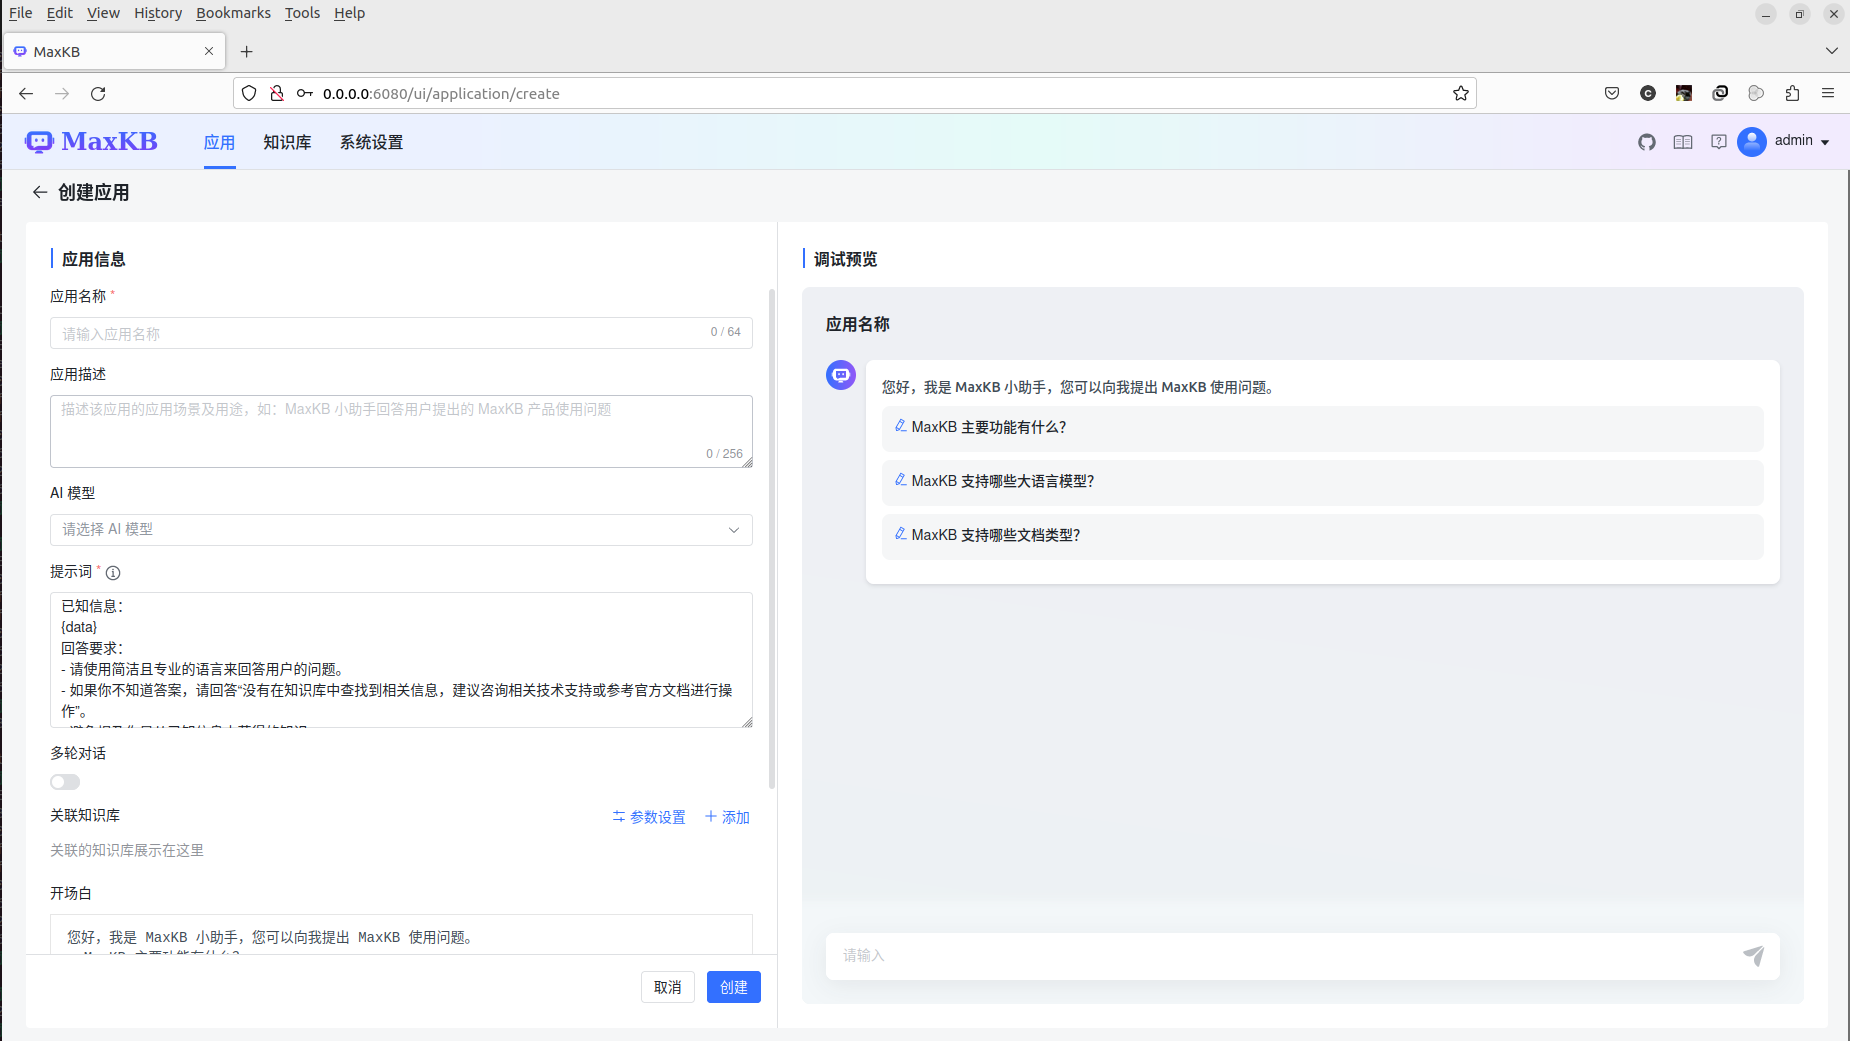 File Edit View History Bookmarks Tools Help
MaxKB
0.0.0.0:6080/ui/application/create
MaxKB 应用 知识库 系统设置 admin
创建应用
应用信息
应用名称 *
请输入应用名称 0 / 64
应用描述
描述该应用的应用场景及用途，如：MaxKB 小助手回答用户提出的 MaxKB 产品使用问题
0 / 256
AI 模型
请选择 AI 模型
提示词 *
已知信息：
{data}
回答要求：
- 请使用简洁且专业的语言来回答用户的问题。
- 如果你不知道答案，请回答“没有在知识库中查找到相关信息，建议咨询相关技术支持或参考官方文档进行操
作”。
多轮对话
关联知识库 参数设置 添加
关联的知识库展示在这里
开场白
您好，我是 MaxKB 小助手，您可以向我提出 MaxKB 使用问题。
- MaxKB 主要功能有什么？
取消 创建
调试预览
应用名称
您好，我是 MaxKB 小助手，您可以向我提出 MaxKB 使用问题。
MaxKB 主要功能有什么？
MaxKB 支持哪些大语言模型？
MaxKB 支持哪些文档类型？
请输入